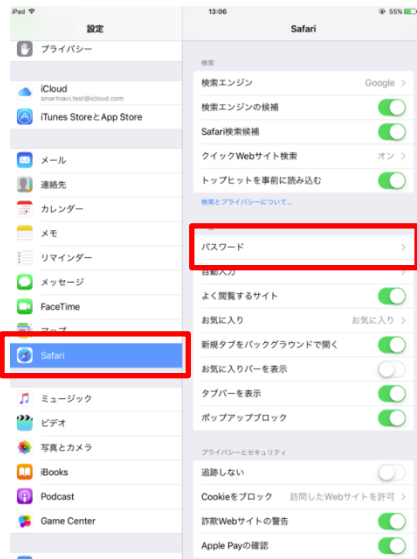 iPad
13:06
55%
設定
Safari
プライバシー
iCloud
smartnavi.test@icloud.com
iTunes StoreとApp Store
メール
連絡先
カレンダー
メモ
リマインダー
メッセージ
FaceTime
マップ
Safari
ミュージック
ビデオ
写真とカメラ
iBooks
Podcast
Game Center
検索
検索エンジン Google
検索エンジンの候補
Safari検索候補
クイックWebサイト検索 オン
トップヒットを事前に読み込む
検索とプライバシーについて...
パスワード
自動入力
よく閲覧するサイト
お気に入り お気に入り
新規タブをバックグラウンドで開く
お気に入りバーを表示
タブバーを表示
ポップアップブロック
プライバシーとセキュリティ
追跡しない
Cookieをブロック 訪問したWebサイトを許可
詐欺Webサイトの警告
Apple Payの確認